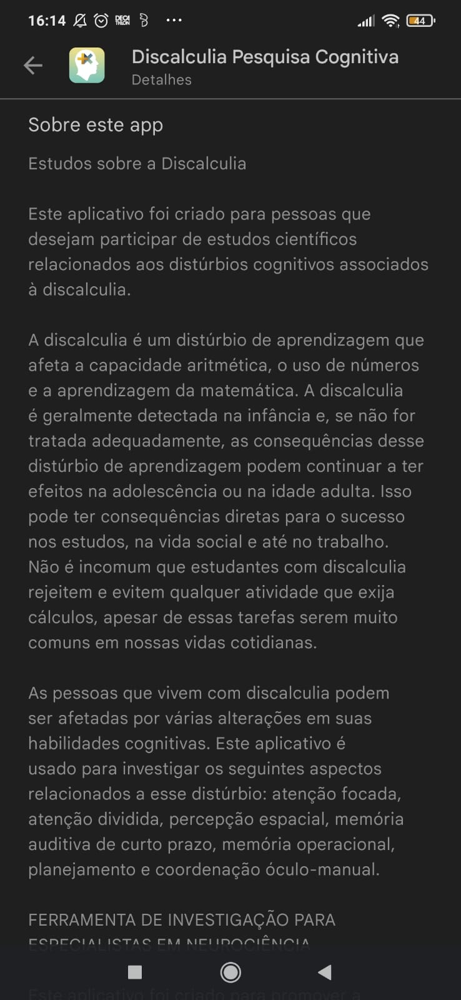 16:14
DECA
THLON
44
Discalculia Pesquisa Cognitiva
Detalhes
Sobre este app
Estudos sobre a Discalculia
Este aplicativo foi criado para pessoas que
desejam participar de estudos científicos
relacionados aos distúrbios cognitivos associados
à discalculia.
A discalculia é um distúrbio de aprendizagem que
afeta a capacidade aritmética, o uso de números
e a aprendizagem da matemática. A discalculia
é geralmente detectada na infância e, se não for
tratada adequadamente, as consequências desse
distúrbio de aprendizagem podem continuar a ter
efeitos na adolescência ou na idade adulta. Isso
pode ter consequências diretas para o sucesso
nos estudos, na vida social e até no trabalho.
Não é incomum que estudantes com discalculia
rejeitem e evitem qualquer atividade que exija
cálculos, apesar de essas tarefas serem muito
comuns em nossas vidas cotidianas.
As pessoas que vivem com discalculia podem
ser afetadas por várias alterações em suas
habilidades cognitivas. Este aplicativo é
usado para investigar os seguintes aspectos
relacionados a esse distúrbio: atenção focada,
atenção dividida, percepção espacial, memória
auditiva de curto prazo, memória operacional,
planejamento e coordenação óculo-manual.
FERRAMENTA DE INVESTIGAÇÃO PARA
ESPECIALISTAS EM NEUROCIÊNCIA
Este aplicativo foi criado para promover a